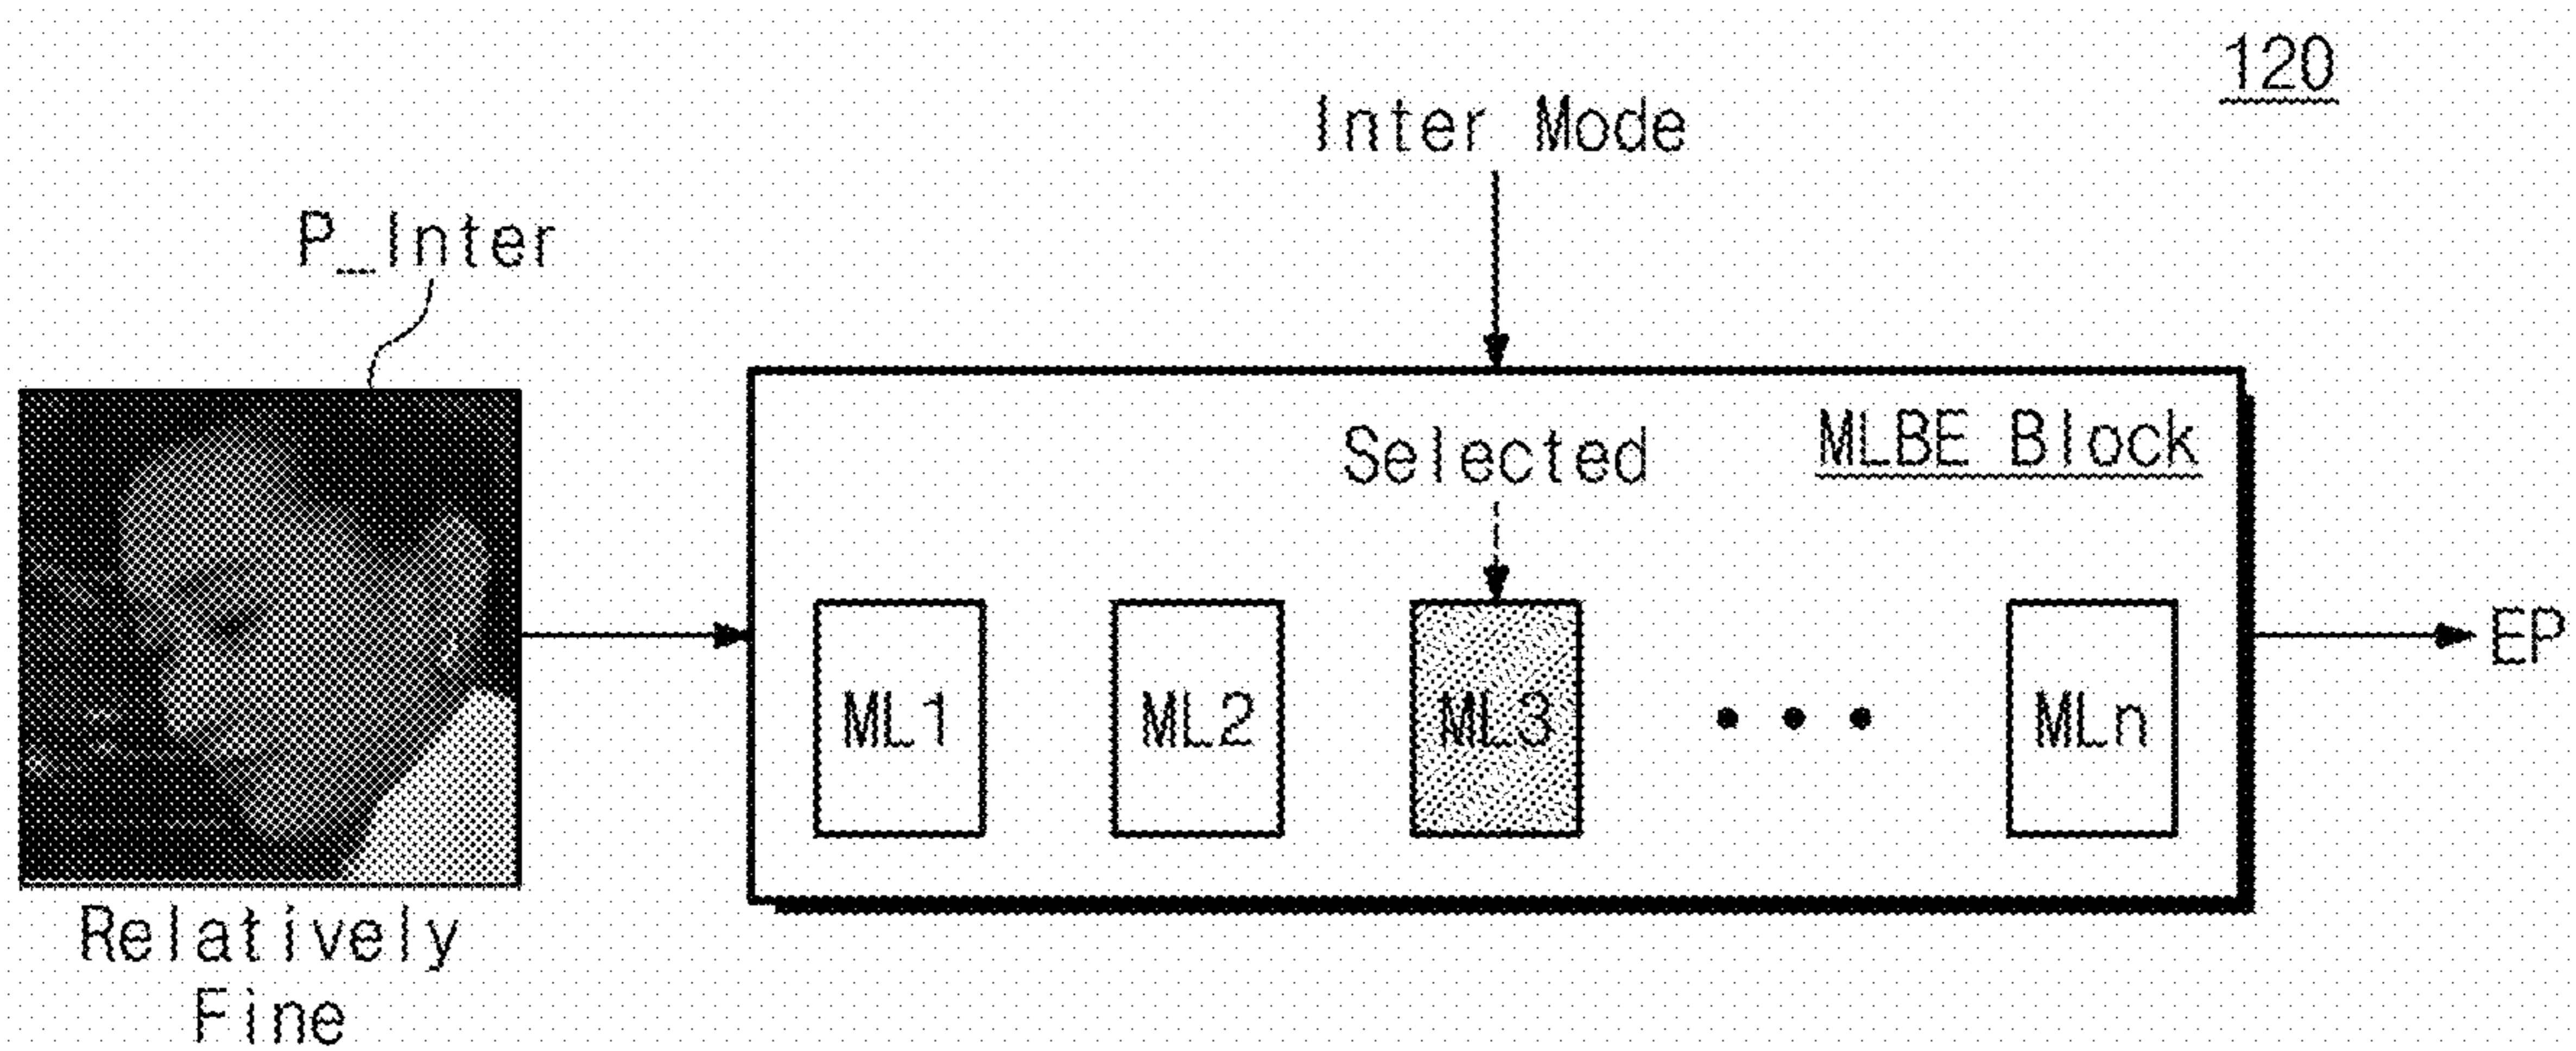 120
Inter Mode
P_Inter
Selected
MLBE Block
ML1
ML2
ML3
• • •
MLn
EP
Relatively
Fine